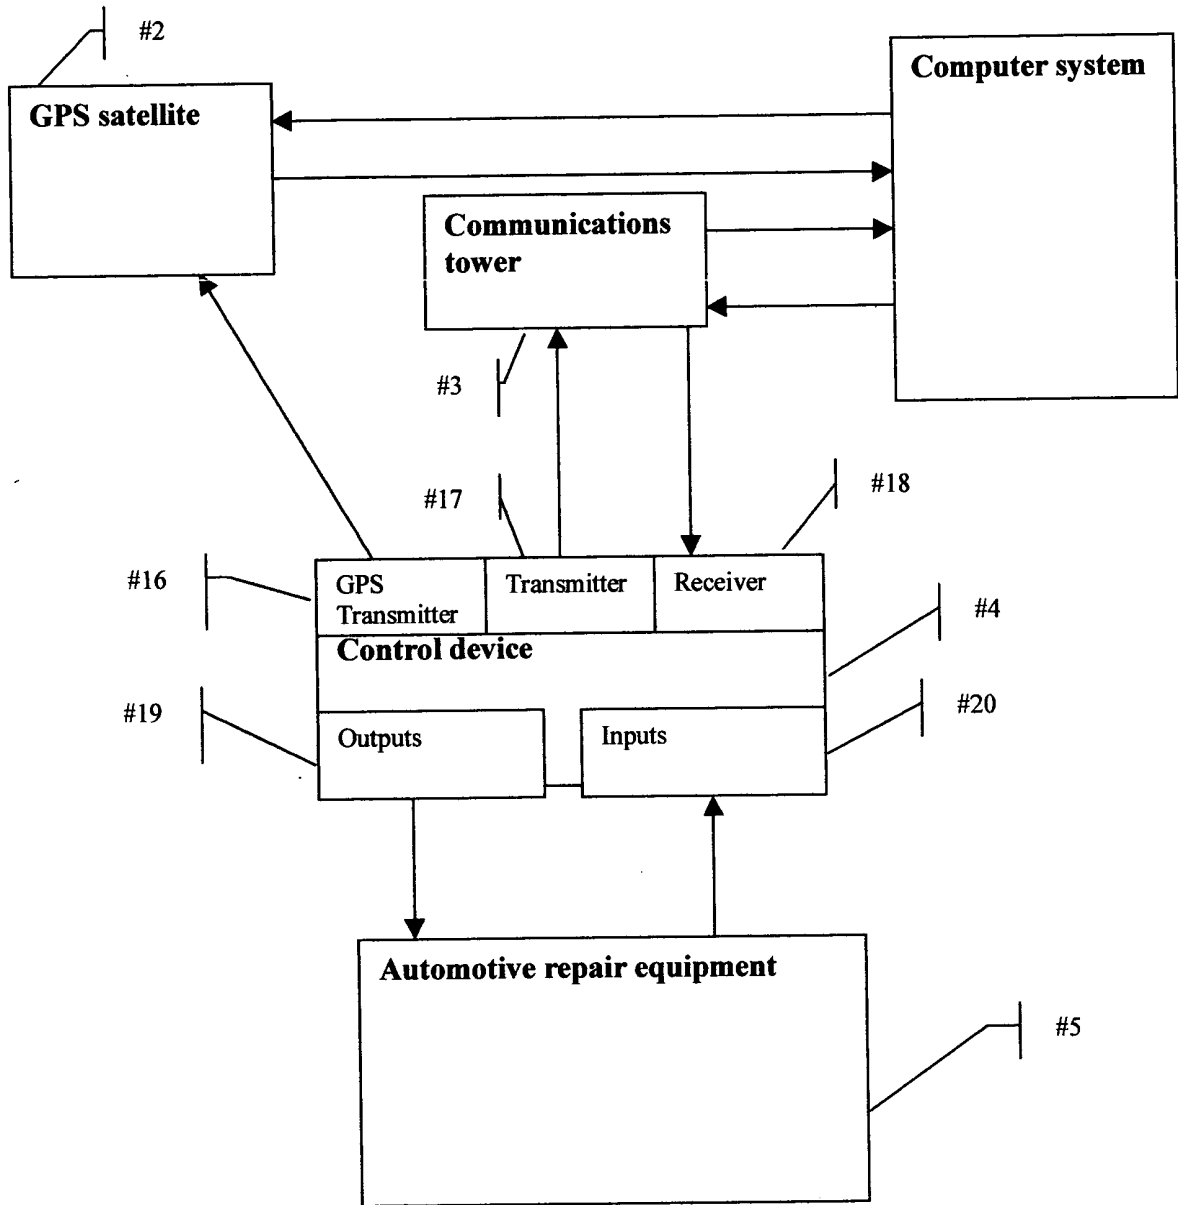 #2
GPS satellite
Computer system
Communications
tower
#3
#17
#18
#16
GPS
Transmitter
Transmitter
Receiver
#4
Control device
#19
#20
Outputs
Inputs
Automotive repair equipment
#5